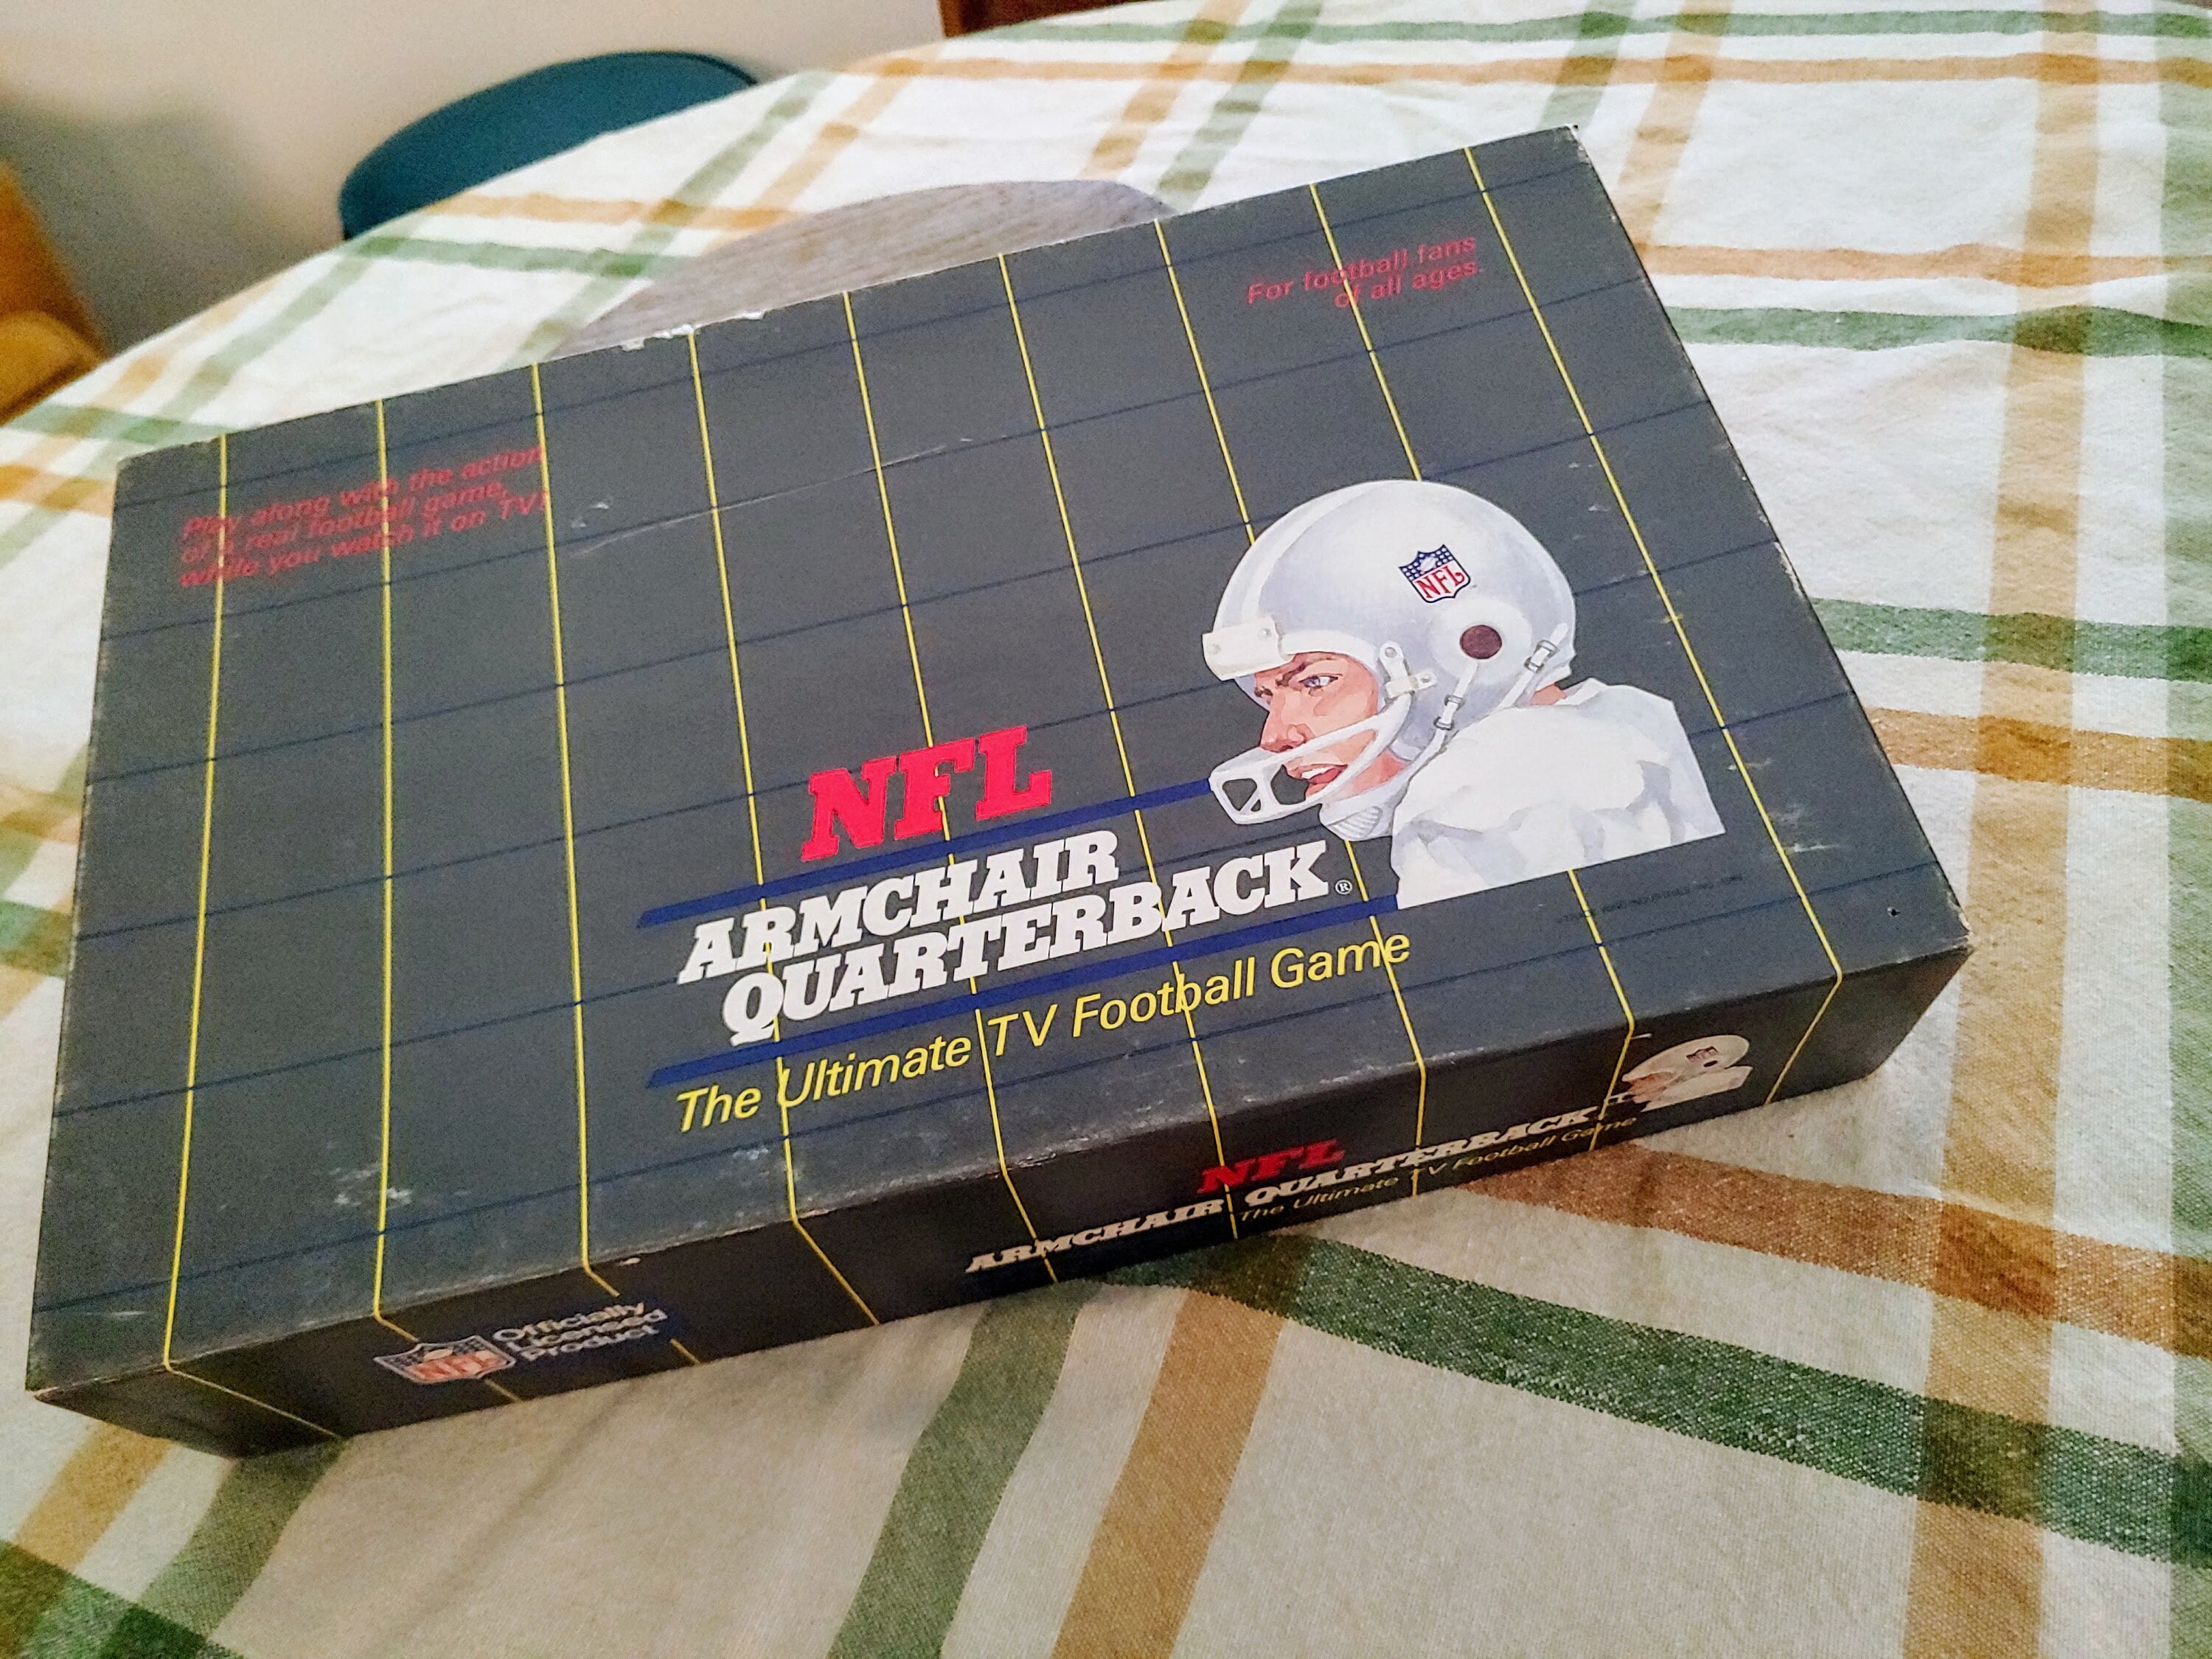 Play along with the action
of a real football game,
while you watch it on TV!
For football fans
of all ages.
NFL
NFL
ARMCHAIR
QUARTERBACK®
The Ultimate TV Football Game
NFL
NFL
ARMCHAIR QUARTERBACK
The Ultimate TV Football Game
NFL
Officially
Licensed
Product